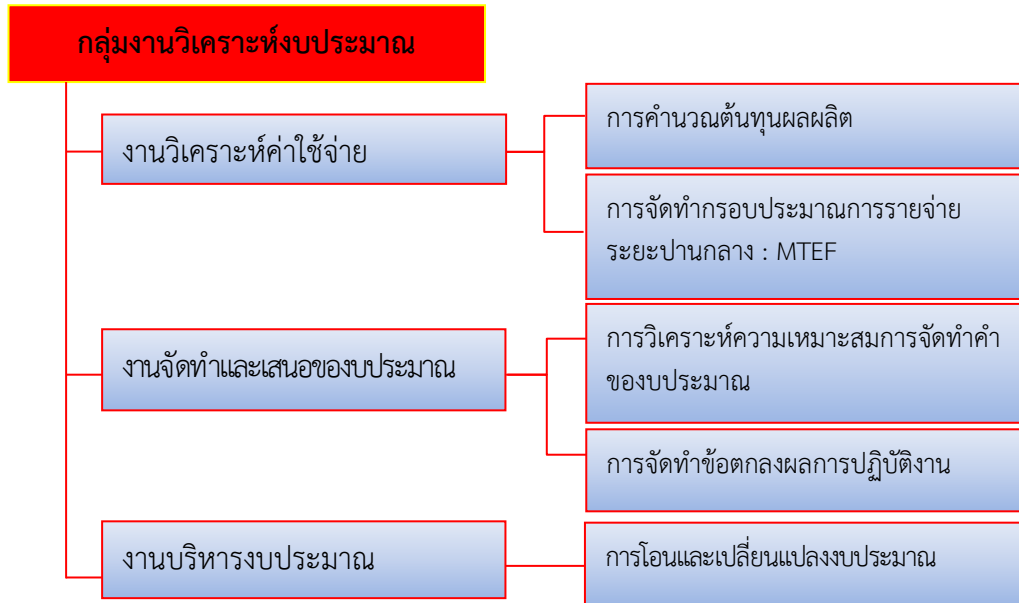 กลุ่มงานวิเคราะห์งบประมาณ
งานวิเคราะห์ค่าใช้จ่าย
การคำนวณต้นทุนผลผลิต
การจัดทำกรอบประมาณการรายจ่าย
ระยะปานกลาง : MTEF
งานจัดทำและเสนอของบประมาณ
การวิเคราะห์ความเหมาะสมการจัดทำคำ
ของบประมาณ
การจัดทำข้อตกลงผลการปฏิบัติงาน
งานบริหารงบประมาณ
การโอนและเปลี่ยนแปลงงบประมาณ